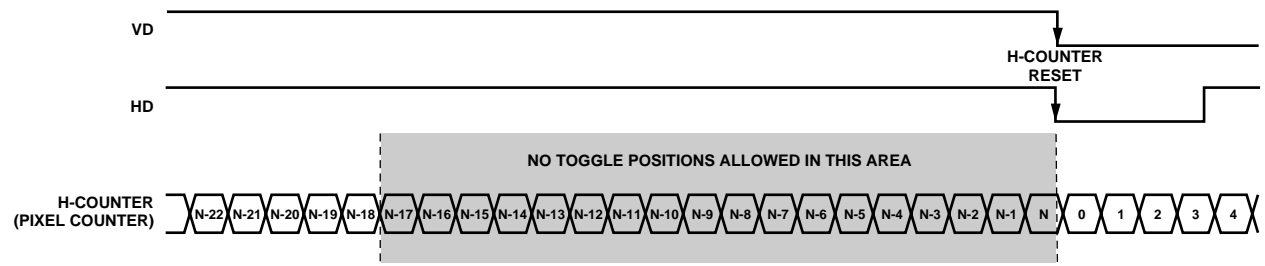 VD
H-COUNTER
RESET
HD
NO TOGGLE POSITIONS ALLOWED IN THIS AREA
H-COUNTER
(PIXEL COUNTER)
N-22 N-21 N-20 N-19 N-18 N-17 N-16 N-15 N-14 N-13 N-12 N-11 N-10 N-9 N-8 N-7 N-6 N-5 N-4 N-3 N-2 N-1 N 0 1 2 3 4